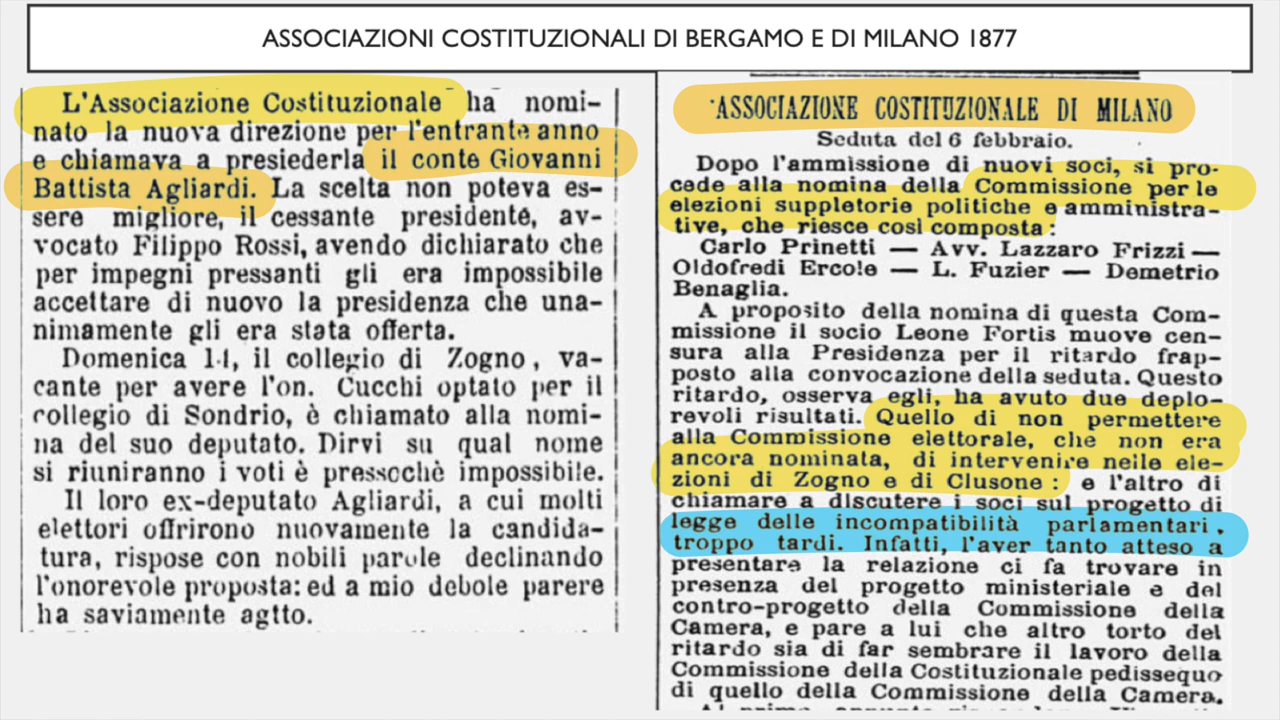 ASSOCIAZIONI COSTITUZIONALI DI BERGAMO E DI MILANO 1877
L'Associazione Costituzionale ha nomi-
nato la nuova direzione per l'entrante anno
e chiamava a presiederla il conte Giovanni
Battista Agliardi. La scelta non poteva es-
sere migliore, il cessante presidente, av-
vocato Filippo Rossi, avendo dichiarato che
per impegni pressanti gli era impossibile
accettare di nuovo la presidenza che una-
nimamente gli era stata offerta.
Domenica 14, il collegio di Zogno, va-
cante per avere l'on. Cucchi optato per il
collegio di Sondrio, è chiamato alla nomi-
na del suo deputato. Dirvi su qual nome
si riuniranno i voti è pressochè impossibile.
Il loro ex-deputato Agliardi, a cui molti
elettori offrirono nuovamente la candida-
tura, rispose con nobili parole declinando
l'onorevole proposta: ed a mio debole parere
ha saviamente agtto.
ASSOCIAZIONE COSTITUZIONALE DI MILANO
Seduta del 6 febbraio.
Dopo l'ammissione di nuovi soci, si pro-
cede alla nomina della Commissione per le
elezioni suppletorie politiche e amministra-
tive, che riesce così composta:
Carlo Prinetti — Avv. Lazzaro Frizzi —
Oldofredi Ercole — L. Fuzier — Demetrio
Benaglia.
A proposito della nomina di questa Com-
missione il socio Leone Fortis muove cen-
sura alla Presidenza per il ritardo frap-
posto alla convocazione della seduta. Questo
ritardo, osserva egli, ha avuto due deplo-
revoli risultati. Quello di non permettere
alla Commissione elettorale, che non era
ancora nominata, di intervenire nelle ele-
zioni di Zogno e di Clusone: e l'altro di
chiamare a discutere i soci sul progetto di
legge delle incompatibilità parlamentari,
troppo tardi. Infatti, l'aver tanto atteso a
presentare la relazione ci fa trovare in
presenza del progetto ministeriale e del
contro-progetto della Commissione della
Camera, e pare a lui che altro torto del
ritardo sia di far sembrare il lavoro della
Commissione della Costituzionale pedissequo
di quello della Commissione della Camera.